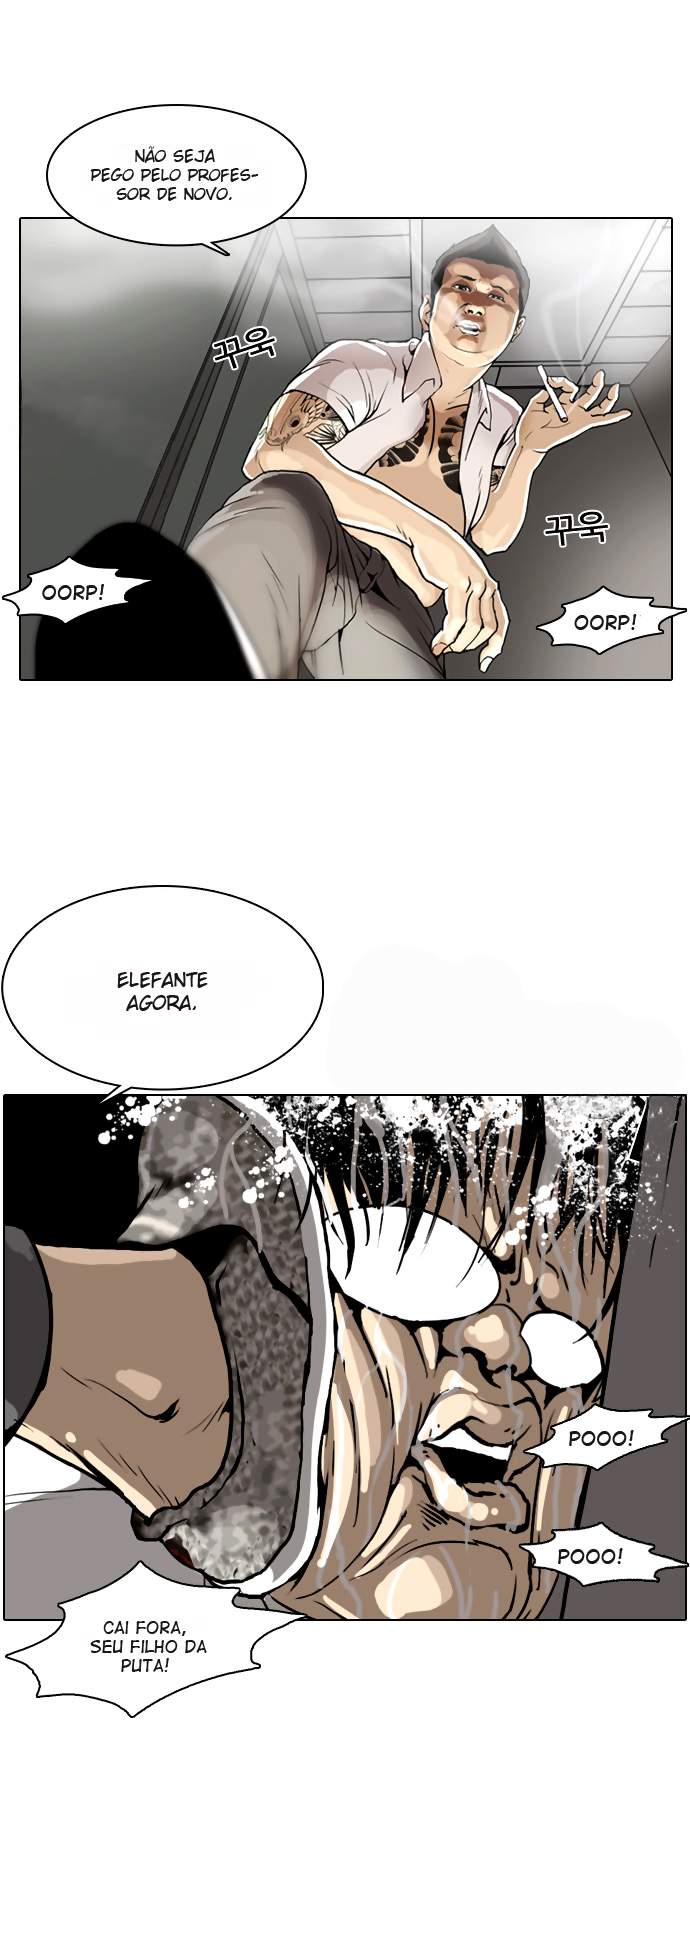 NÃO SEJA
PEGO PELO PROFES-
SOR DE NOVO.
꾸욱
꾸욱
OORP!
OORP!
ELEFANTE
AGORA.
POOO!
POOO!
CAI FORA,
SEU FILHO DA
PUTA!